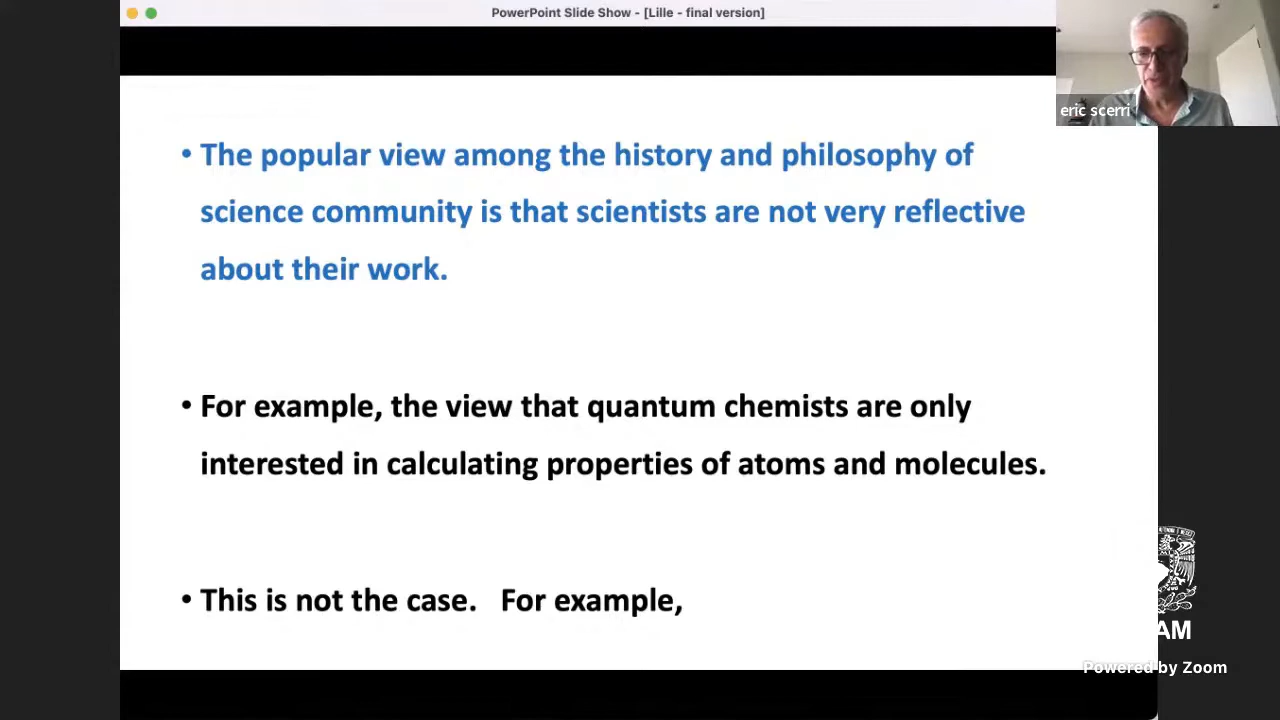 PowerPoint Slide Show - [Lille - final version]
eric scerri
• The popular view among the history and philosophy of
science community is that scientists are not very reflective
about their work.
• For example, the view that quantum chemists are only
interested in calculating properties of atoms and molecules.
• This is not the case. For example,
AM
Powered by Zoom